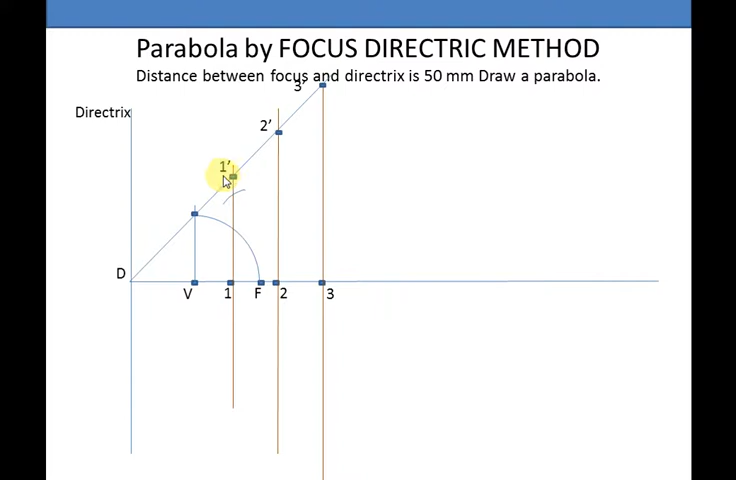 Parabola by FOCUS DIRECTRIC METHOD
Distance between focus and directrix is 50 mm Draw a parabola.
3'
Directrix
2'
1'
D
V
1
F
2
3